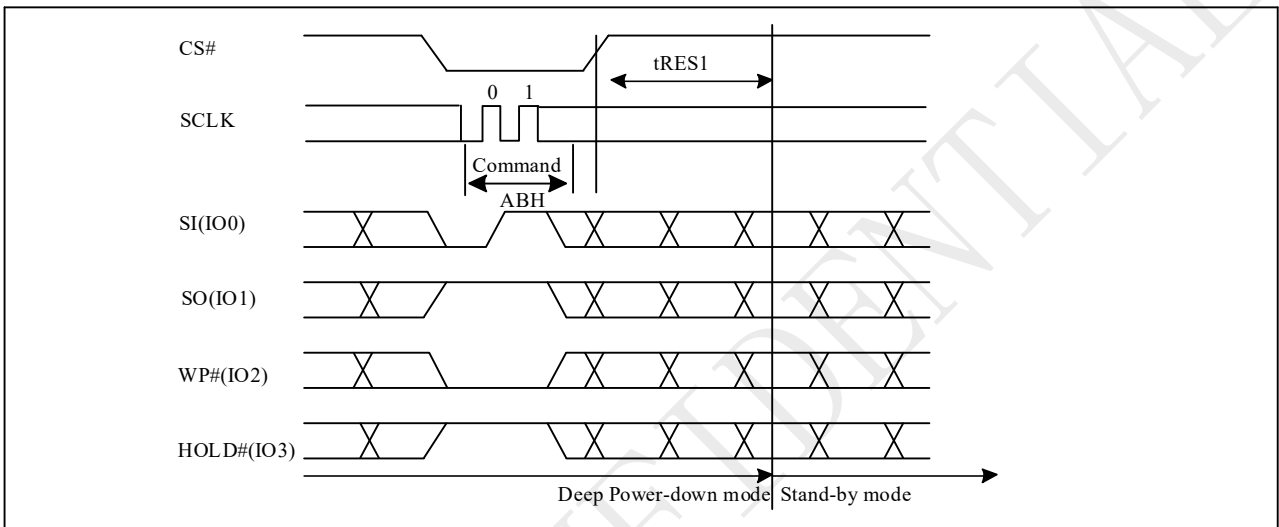 CS#
tRES1
0 1
SCLK
Command
ABH
SI(IO0)
SO(IO1)
WP#(IO2)
HOLD#(IO3)
Deep Power-down mode Stand-by mode
IDENTIAL